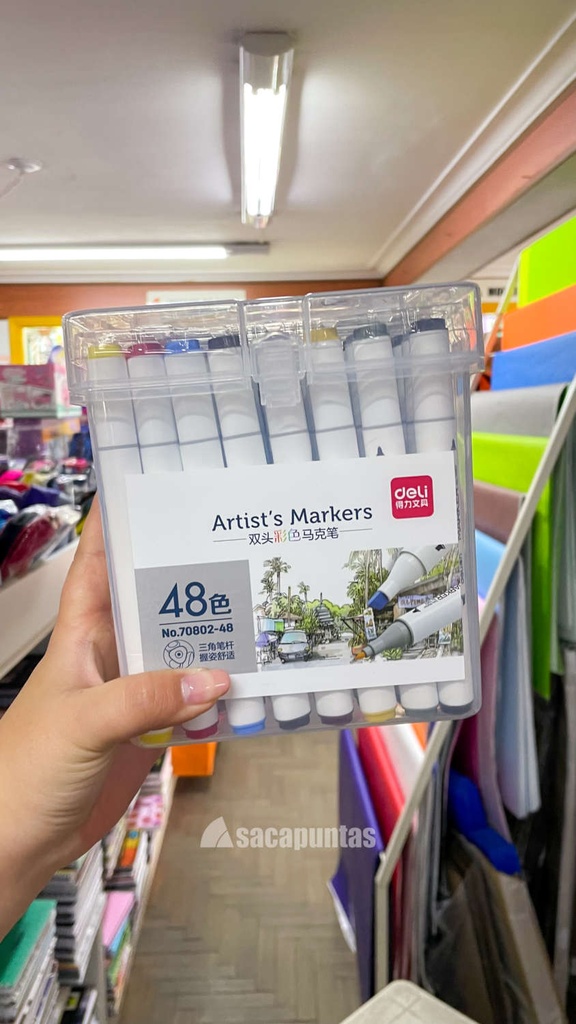 deli
得力文具
Artist's Markers
双头彩色马克笔
48色
No.70802-48
三角笔杆
握姿舒适
sacapuntas